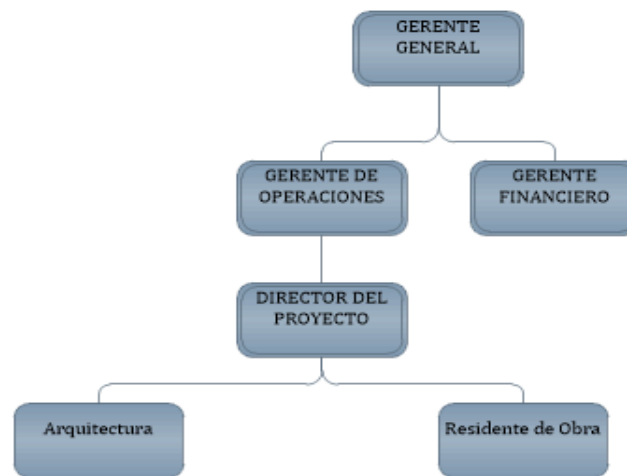 GERENTE
GENERAL
GERENTE DE
OPERACIONES
GERENTE
FINANCIERO
DIRECTOR DEL
PROYECTO
Arquitectura
Residente de Obra